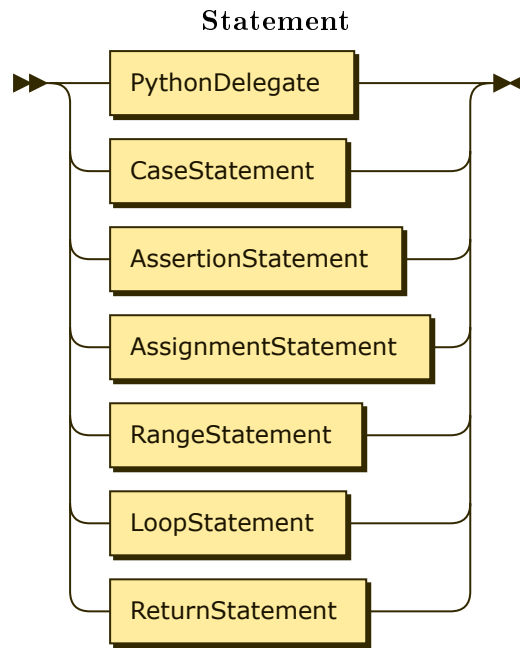 Statement
PythonDelegate
CaseStatement
AssertionStatement
AssignmentStatement
RangeStatement
LoopStatement
ReturnStatement